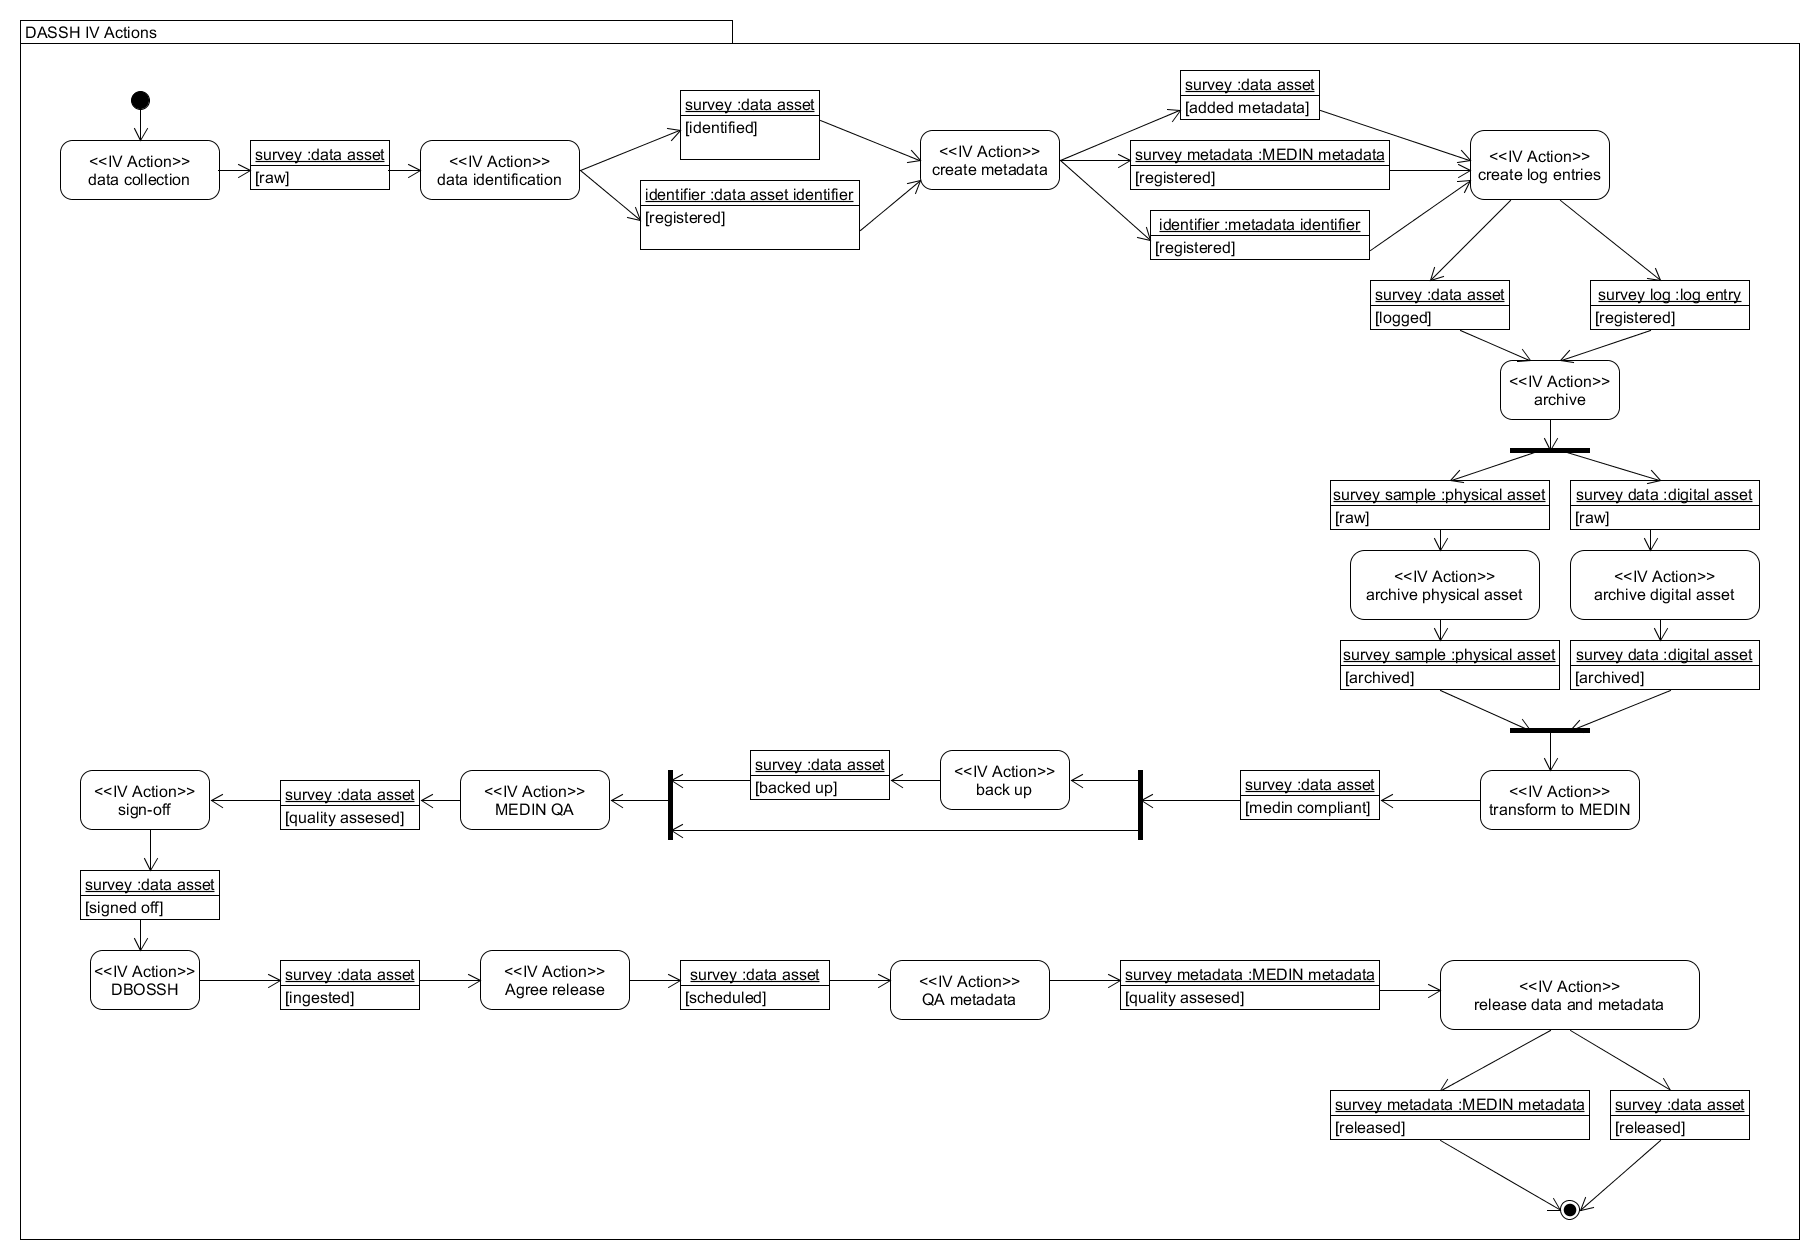 DASSH IV Actions
<<IV Action>>
data collection
survey :data asset
[raw]
<<IV Action>>
data identification
survey :data asset
[identified]
identifier :data asset identifier
[registered]
<<IV Action>>
create metadata
survey :data asset
[added metadata]
survey metadata :MEDIN metadata
[registered]
identifier :metadata identifier
[registered]
<<IV Action>>
create log entries
survey :data asset
[logged]
survey log :log entry
[registered]
<<IV Action>>
archive
survey sample :physical asset
[raw]
survey data :digital asset
[raw]
<<IV Action>>
archive physical asset
<<IV Action>>
archive digital asset
survey sample :physical asset
[archived]
survey data :digital asset
[archived]
<<IV Action>>
transform to MEDIN
survey :data asset
[medin compliant]
<<IV Action>>
back up
survey :data asset
[backed up]
<<IV Action>>
MEDIN QA
survey :data asset
[quality assesed]
<<IV Action>>
sign-off
survey :data asset
[signed off]
<<IV Action>>
DBOSSH
survey :data asset
[ingested]
<<IV Action>>
Agree release
survey :data asset
[scheduled]
<<IV Action>>
QA metadata
survey metadata :MEDIN metadata
[quality assesed]
<<IV Action>>
release data and metadata
survey metadata :MEDIN metadata
[released]
survey :data asset
[released]